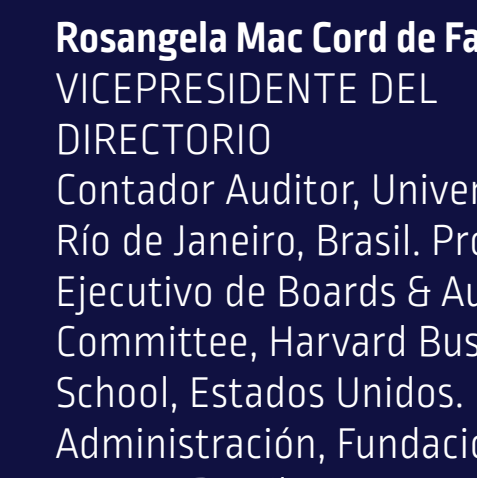 Rosangela Mac Cord de Fa
VICEPRESIDENTE DEL
DIRECTORIO
Contador Auditor, Univer
Río de Janeiro, Brasil. Pro
Ejecutivo de Boards & Au
Committee, Harvard Bus
School, Estados Unidos.
Administración, Fundació